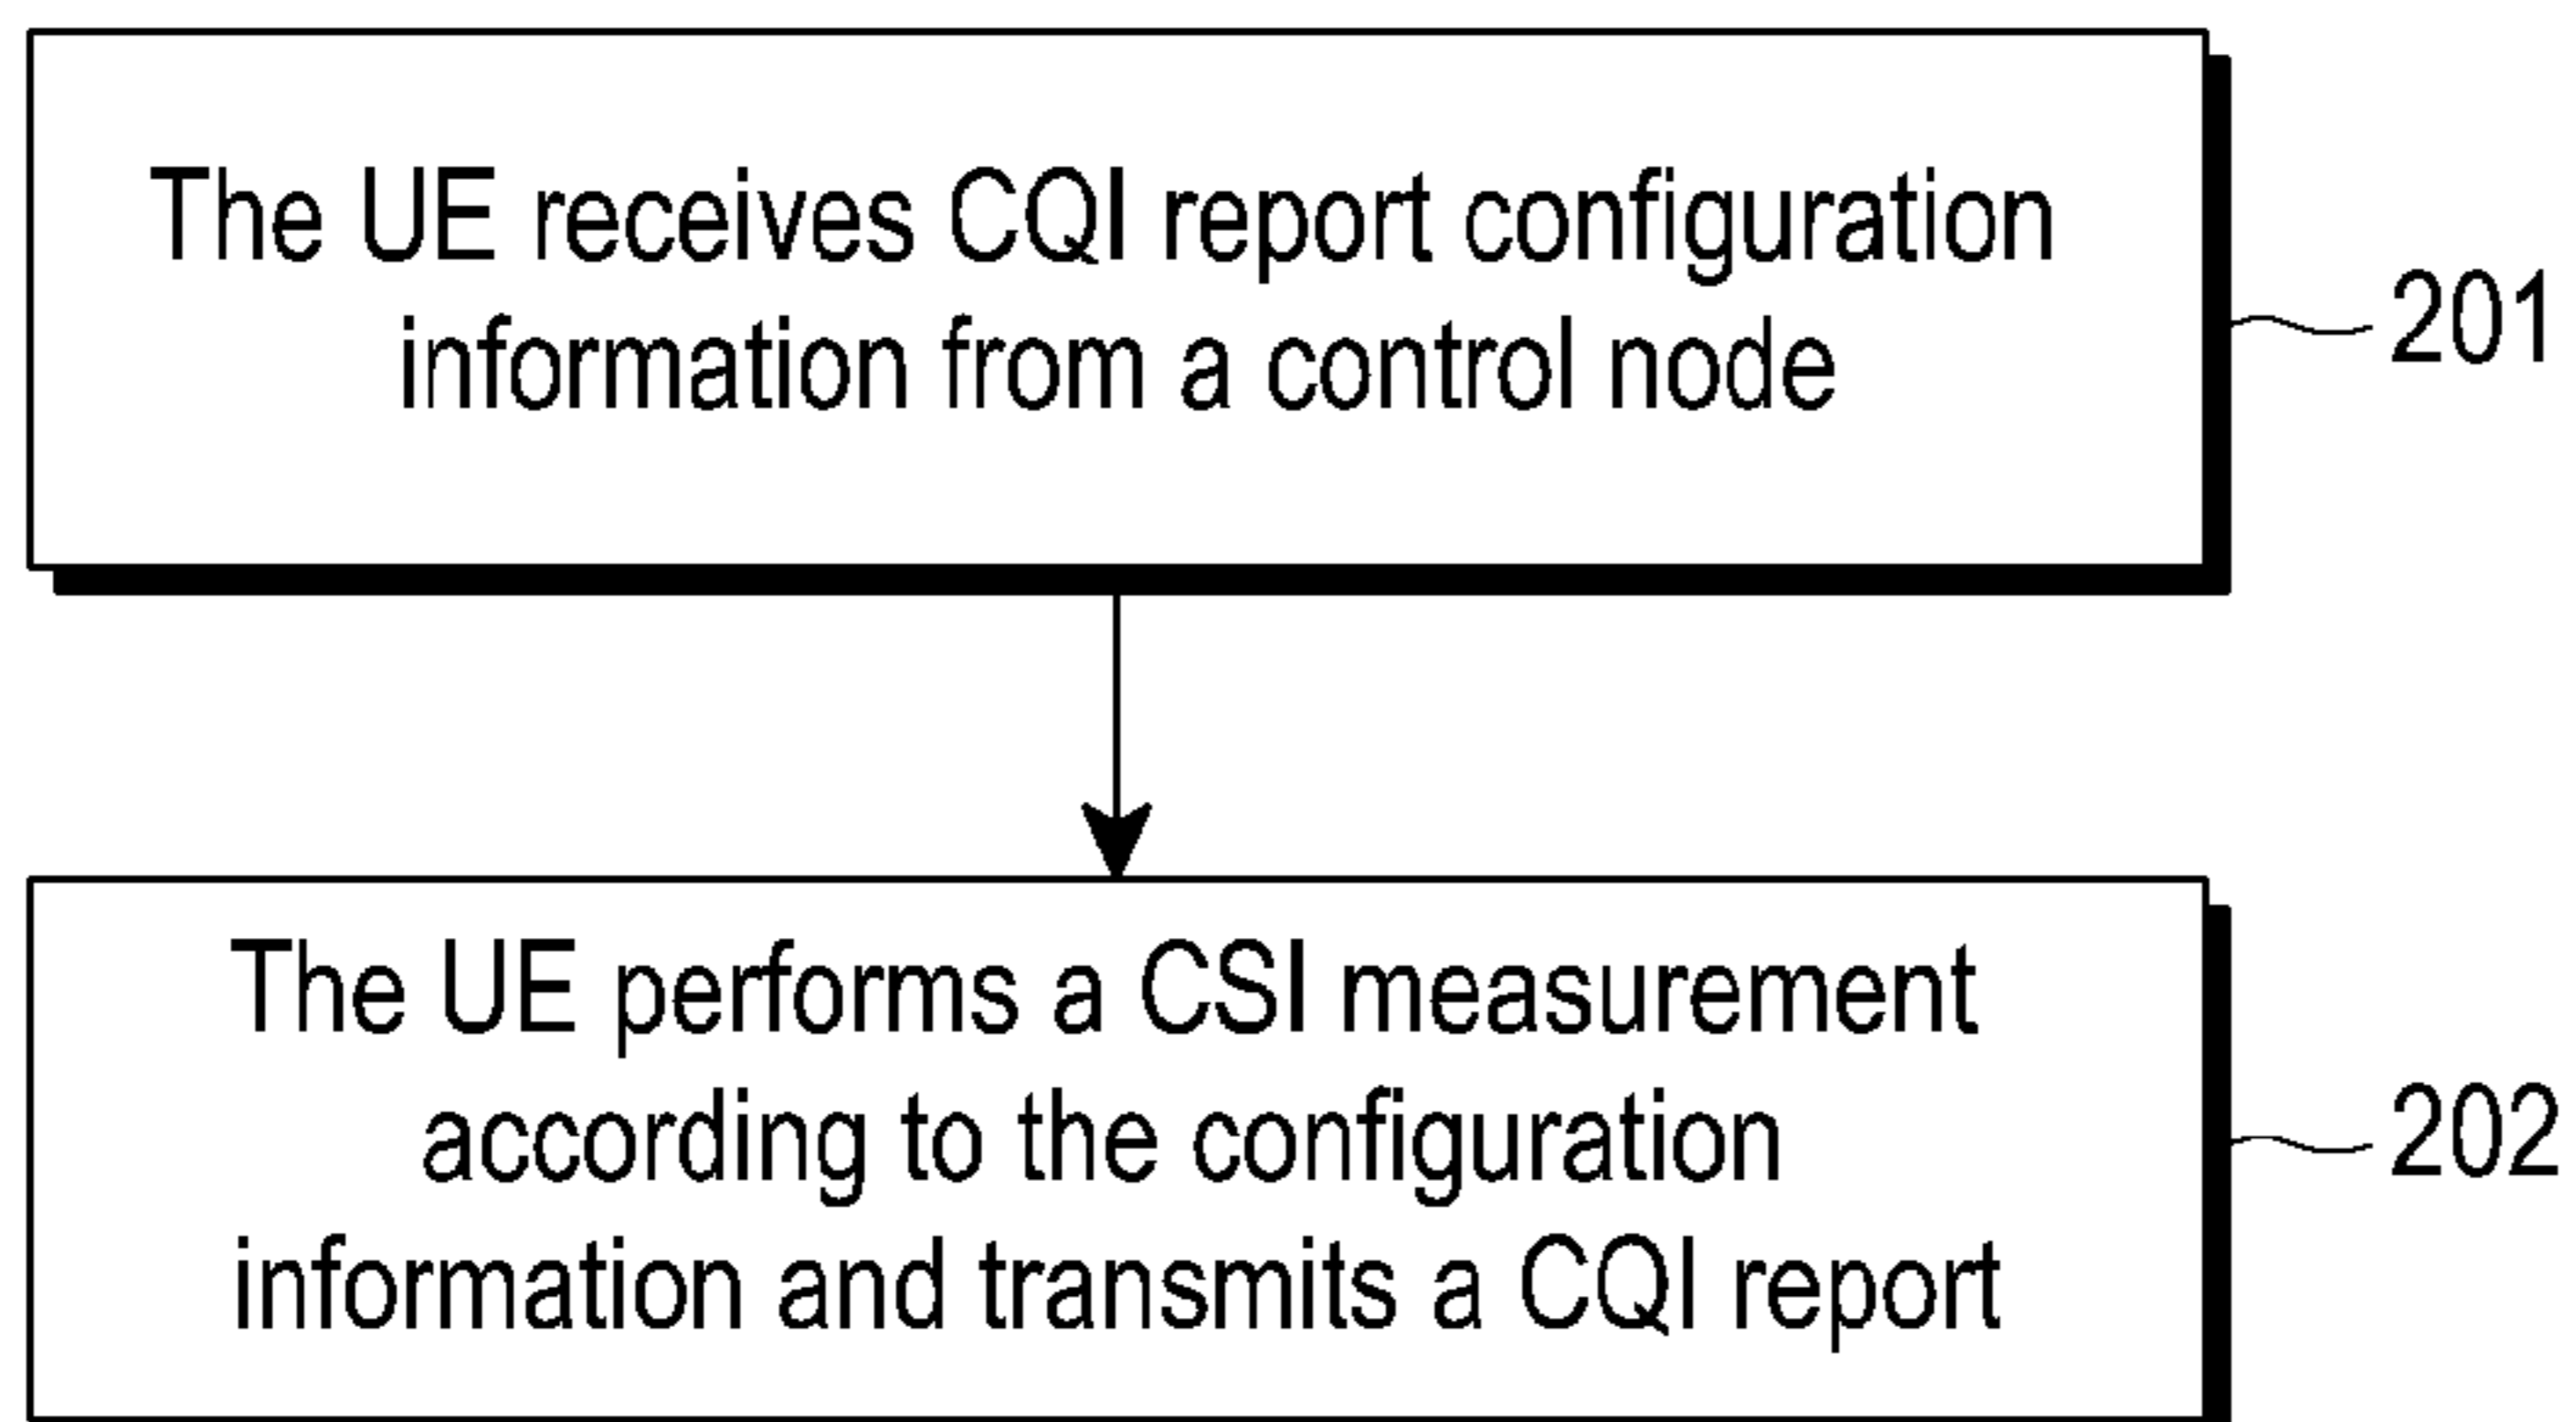 The UE receives CQI report configuration
information from a control node
201
The UE performs a CSI measurement
according to the configuration
information and transmits a CQI report
202